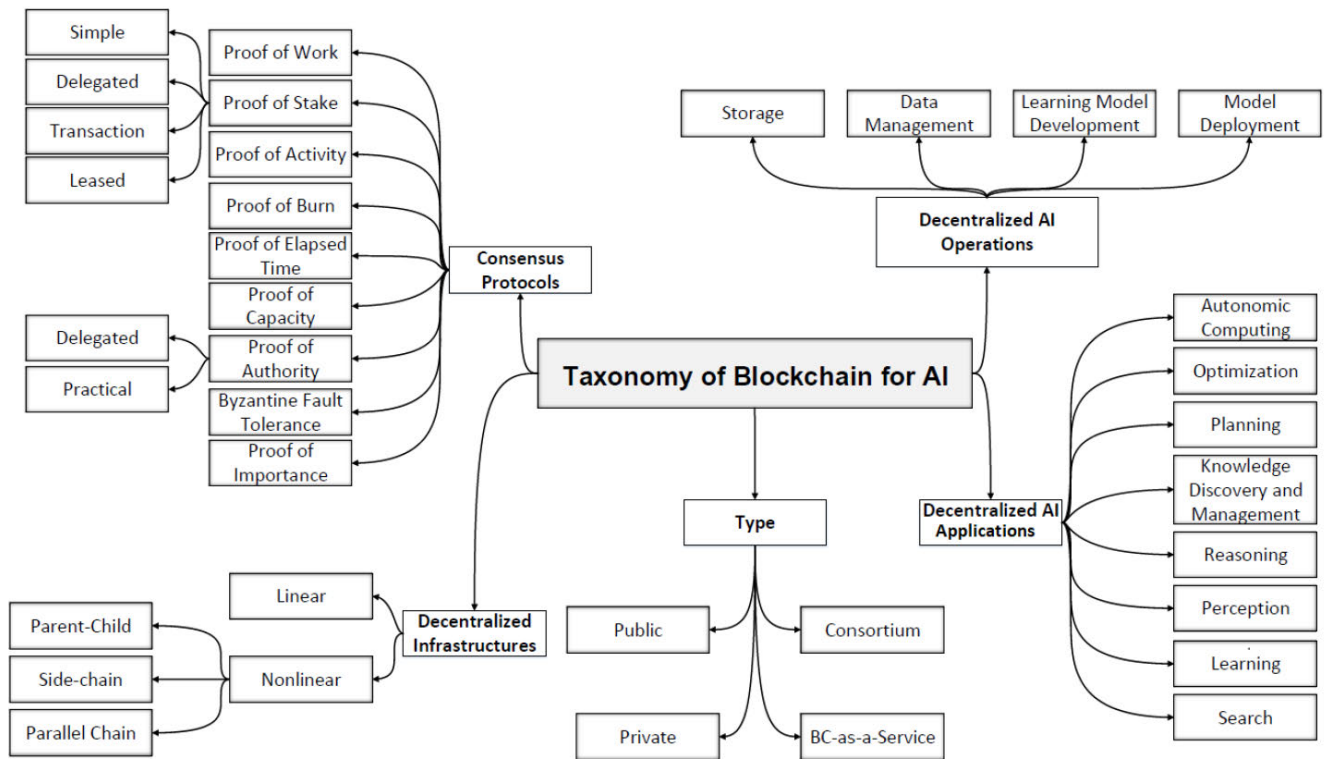 Simple
Delegated
Transaction
Leased
Proof of Work
Proof of Stake
Proof of Activity
Proof of Burn
Proof of Elapsed
Time
Proof of
Capacity
Proof of
Authority
Byzantine Fault
Tolerance
Proof of
Importance
Delegated
Practical
Consensus
Protocols
Storage
Data
Management
Learning Model
Development
Model
Deployment
Decentralized AI
Operations
Taxonomy of Blockchain for AI
Autonomic
Computing
Optimization
Planning
Knowledge
Discovery and
Management
Reasoning
Perception
Learning
Search
Decentralized AI
Applications
Type
Public
Consortium
Private
BC-as-a-Service
Linear
Nonlinear
Decentralized
Infrastructures
Parent-Child
Side-chain
Parallel Chain